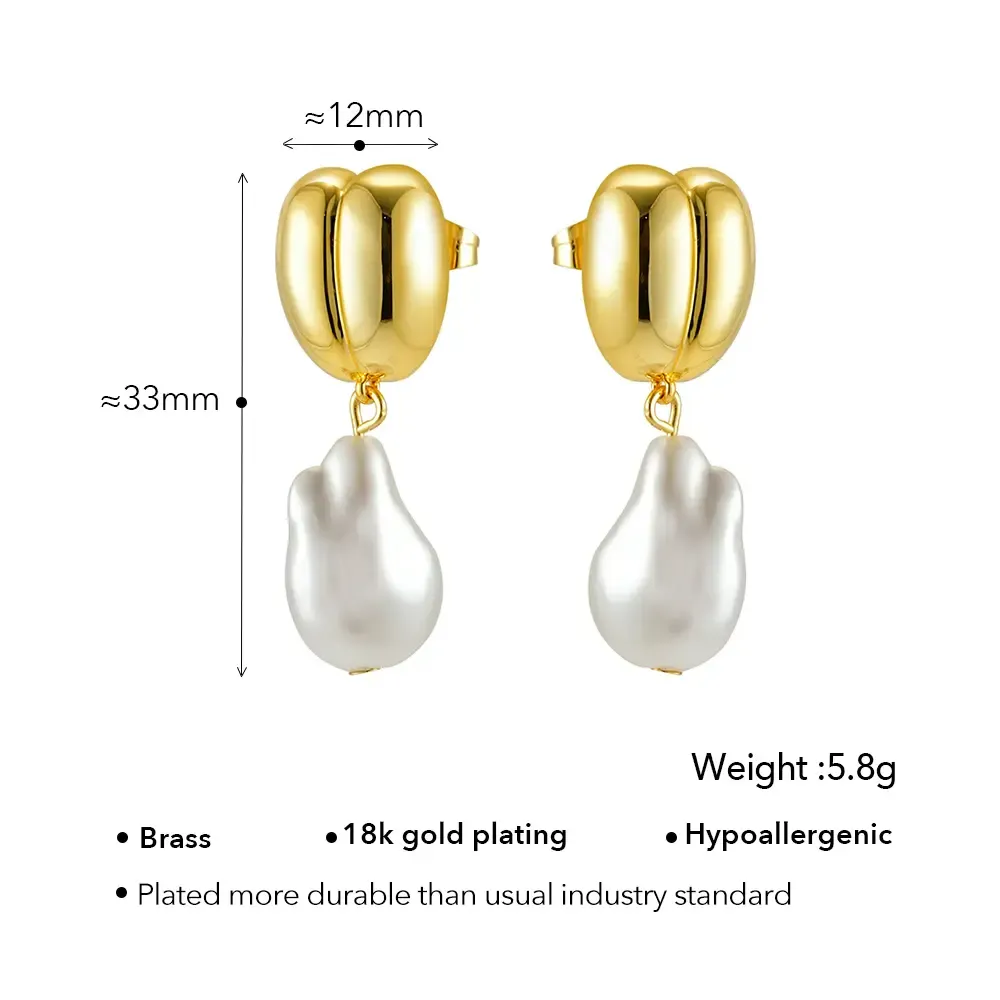 ≈12mm
≈33mm
Weight :5.8g
• Brass
• 18k gold plating
• Hypoallergenic
• Plated more durable than usual industry standard